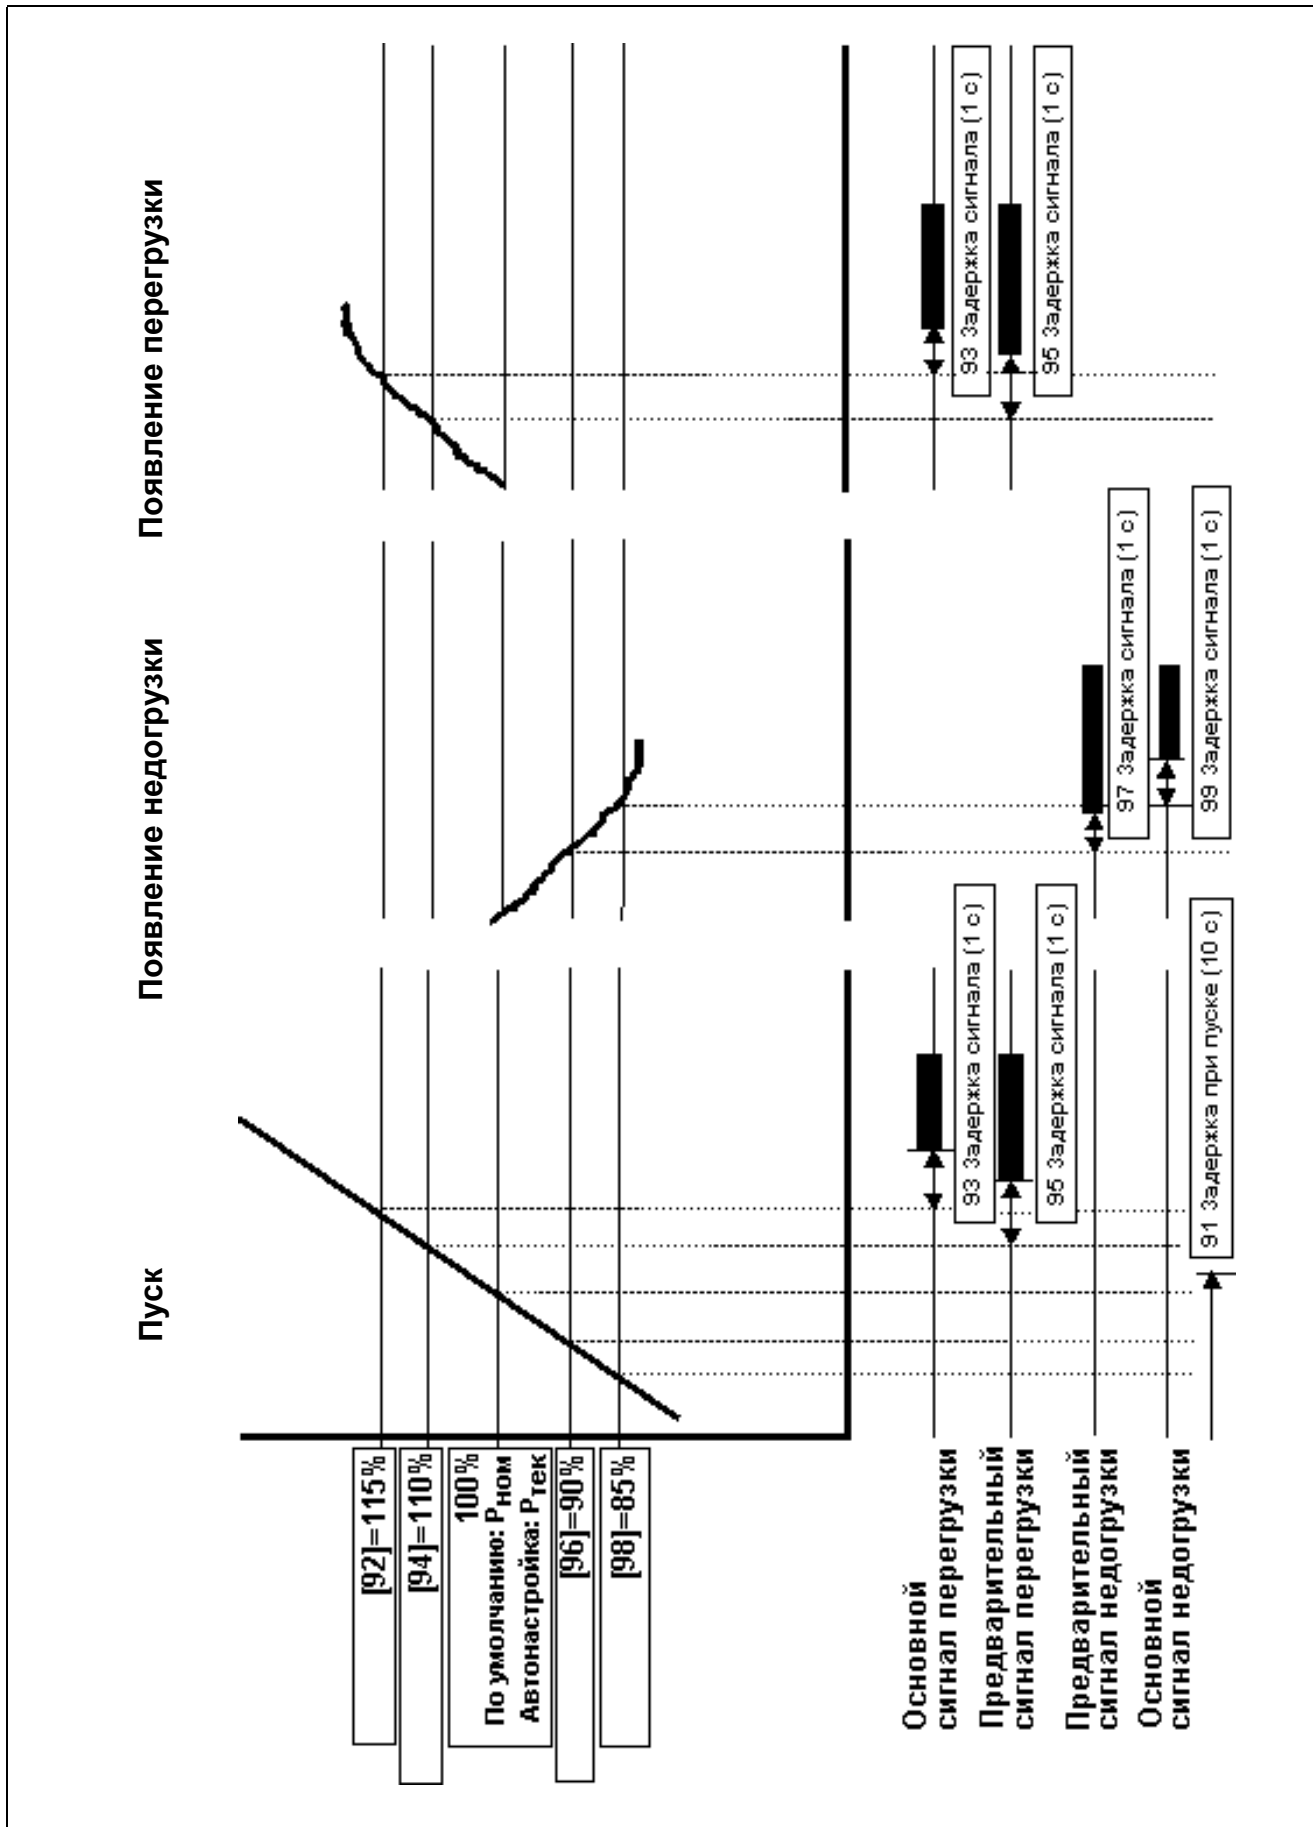 Пуск
Появление недогрузки
Появление перегрузки
[92]=115%
[94]=110%
100%
По умолчанию: Рном
Автонастройка: Ртек
[96]=90%
[98]=85%
Основной
сигнал перегрузки
93 Задержка сигнала (1 с)
93 Задержка сигнала (1 с)
Предварительный
сигнал перегрузки
95 Задержка сигнала (1 с)
95 Задержка сигнала (1 с)
Предварительный
сигнал недогрузки
97 Задержка сигнала (1 с)
Основной
сигнал недогрузки
99 Задержка сигнала (1 с)
91 Задержка при пуске (10 с)